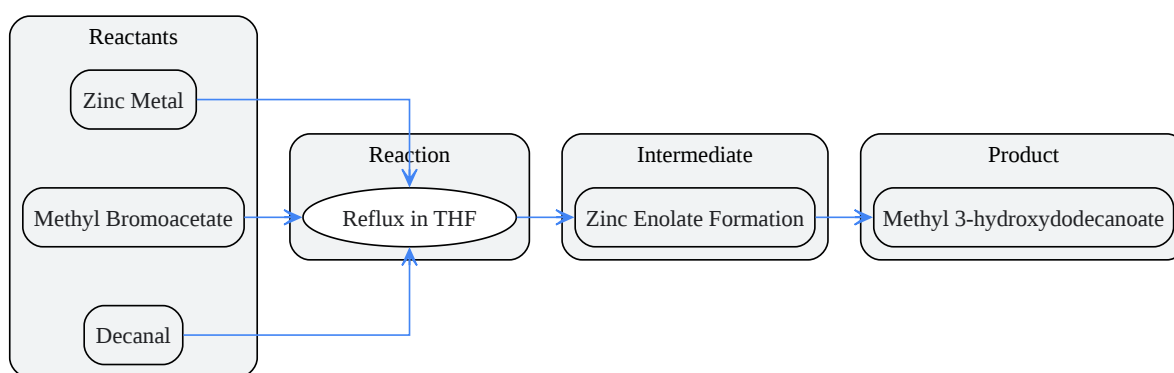 Reactants
Zinc Metal
Methyl Bromoacetate
Decanal
Reaction
Reflux in THF
Intermediate
Zinc Enolate Formation
Product
Methyl 3-hydroxydodecanoate